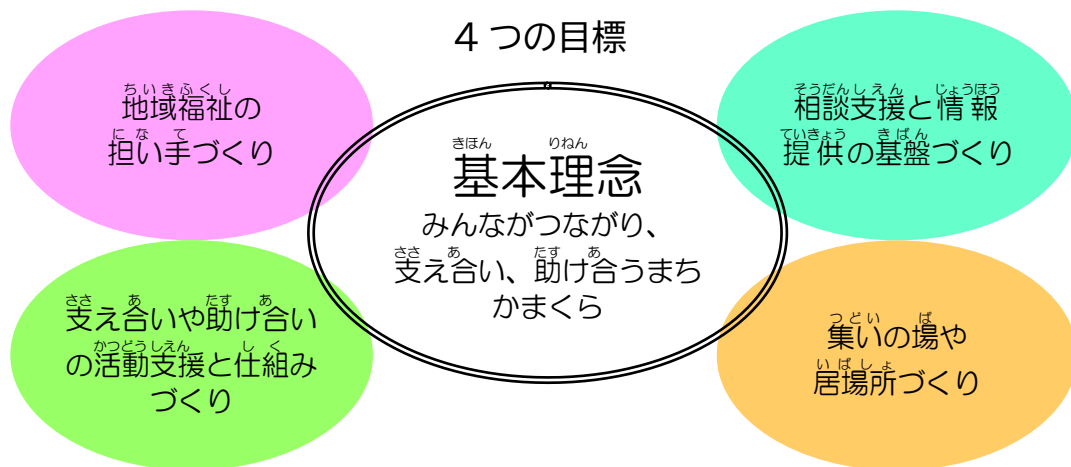 4つの目標
ちいきふくし
地域福祉の
にな て
担い手づくり
そうだんしえん じょうほう
相談支援と情報
ていきょう きばん
提供の基盤づくり
きほん りねん
基本理念
みんながつながり、
ささ あ たす あ
支え合い、助け合うまち
かまくら
ささ あ たす あ
支え合いや助け合い
かつどうしえん しく
の活動支援と仕組み
づくり
つどい ば
集いの場や
いばしょ
居場所づくり